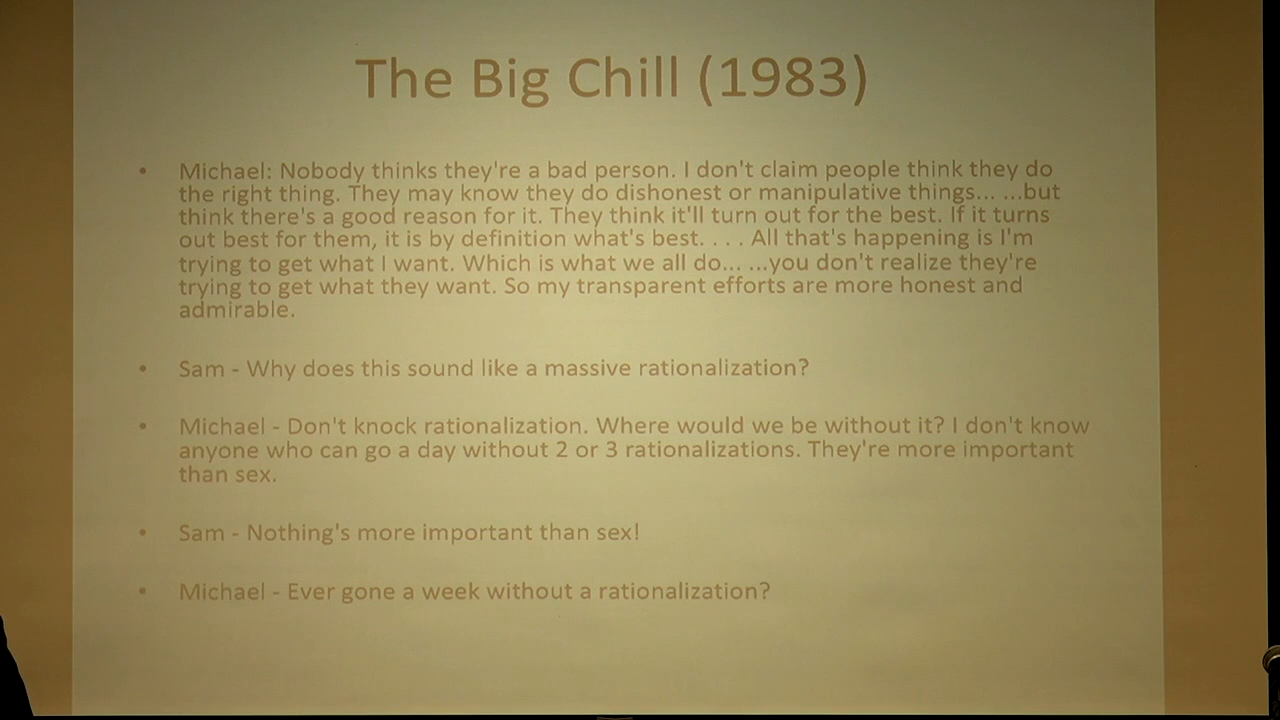 The Big Chill (1983)
• Michael: Nobody thinks they're a bad person. I don't claim people think they do
the right thing. They may know they do dishonest or manipulative things... ...but
think there's a good reason for it. They think it'll turn out for the best. If it turns
out best for them, it is by definition what's best. . . . All that's happening is I'm
trying to get what I want. Which is what we all do... ...you don't realize they're
trying to get what they want. So my transparent efforts are more honest and
admirable.
• Sam - Why does this sound like a massive rationalization?
• Michael - Don't knock rationalization. Where would we be without it? I don't know
anyone who can go a day without 2 or 3 rationalizations. They're more important
than sex.
• Sam - Nothing's more important than sex!
• Michael - Ever gone a week without a rationalization?